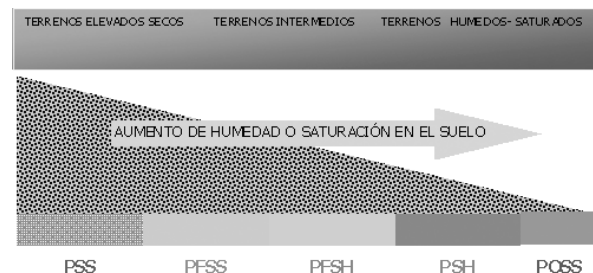 TERRENOS ELEVADOS SECOS TERRENOS INTERMEDIOS TERRENOS HUMEDOS-SATURADOS
AUMENTO DE HUMEDAD O SATURACIÓN EN EL SUELO
PSS PFSS PFSH PSH POSS